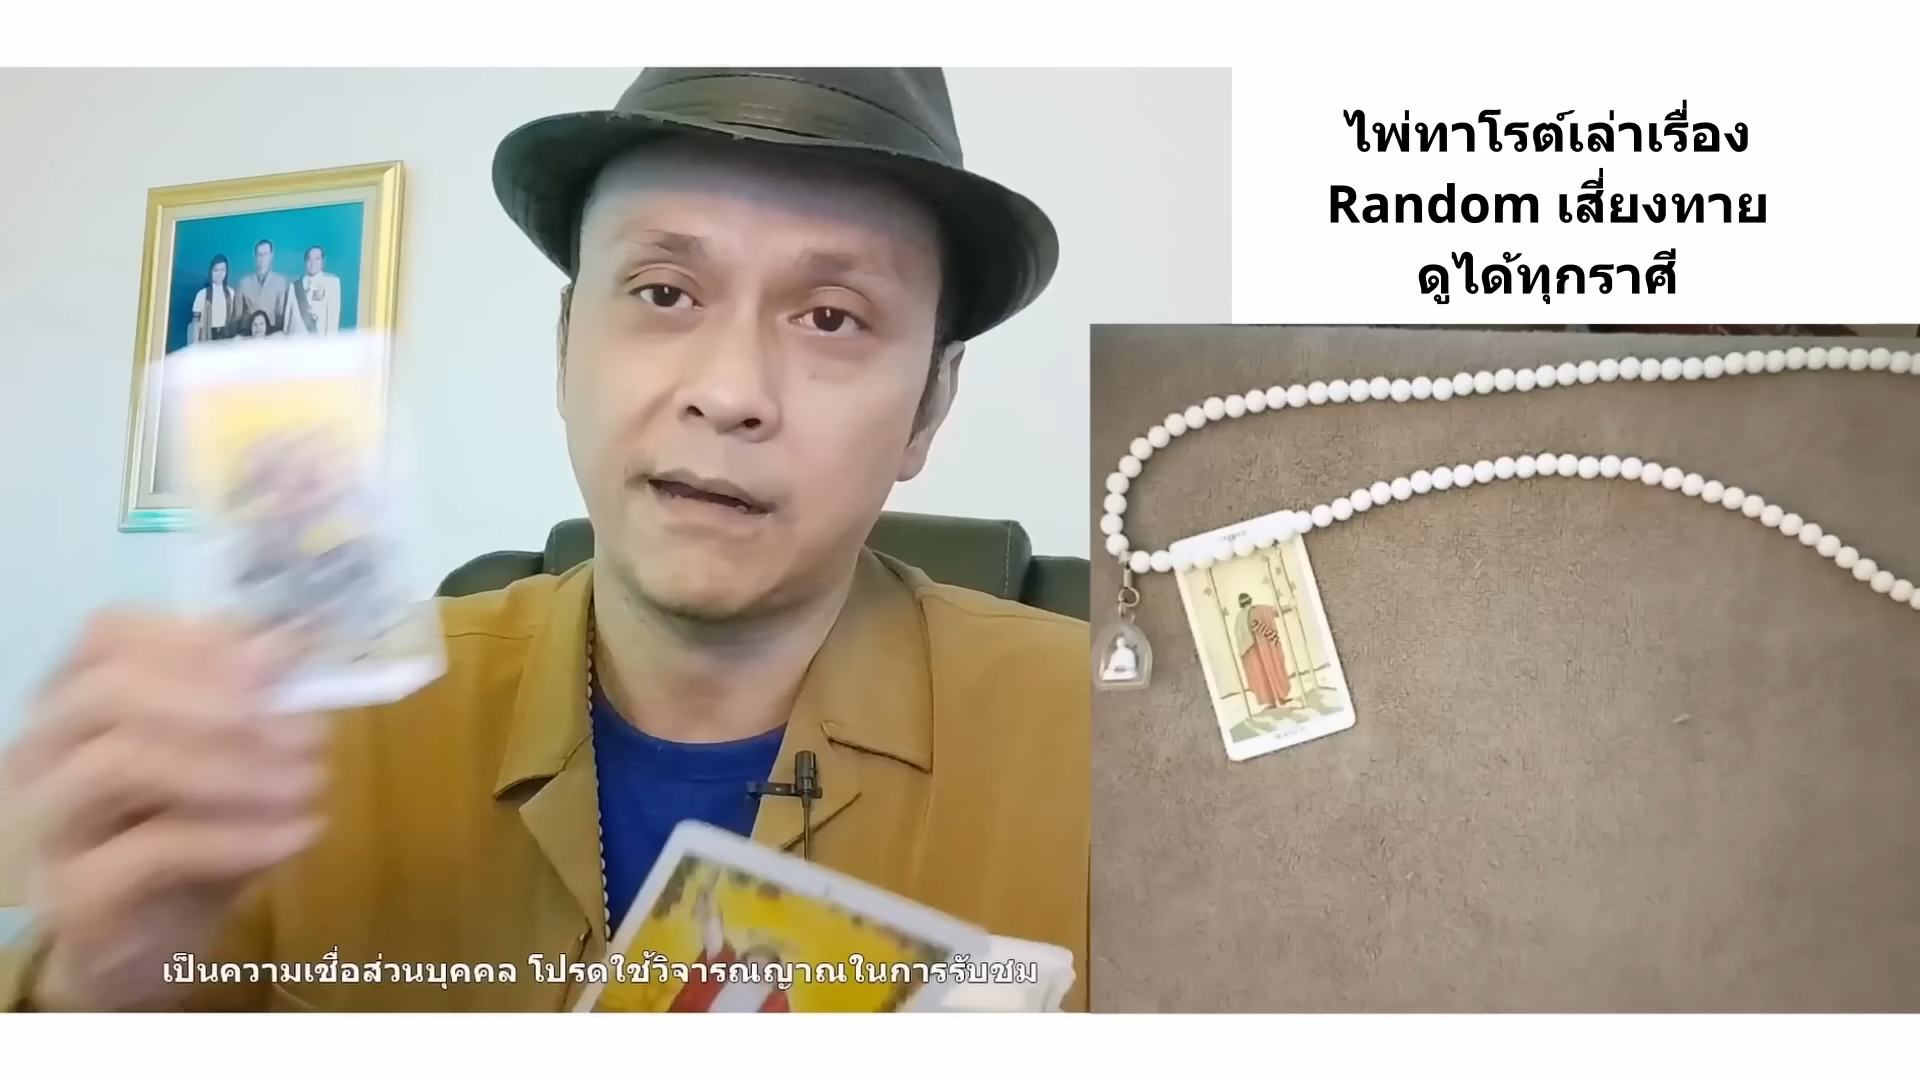 ไพ่ทาโรต์เล่าเรื่อง
Random เสี่ยงทาย
ดูได้ทุกราศี
เป็นความเชื่อส่วนบุคคล โปรดใช้วิจารณญาณในการรับชม